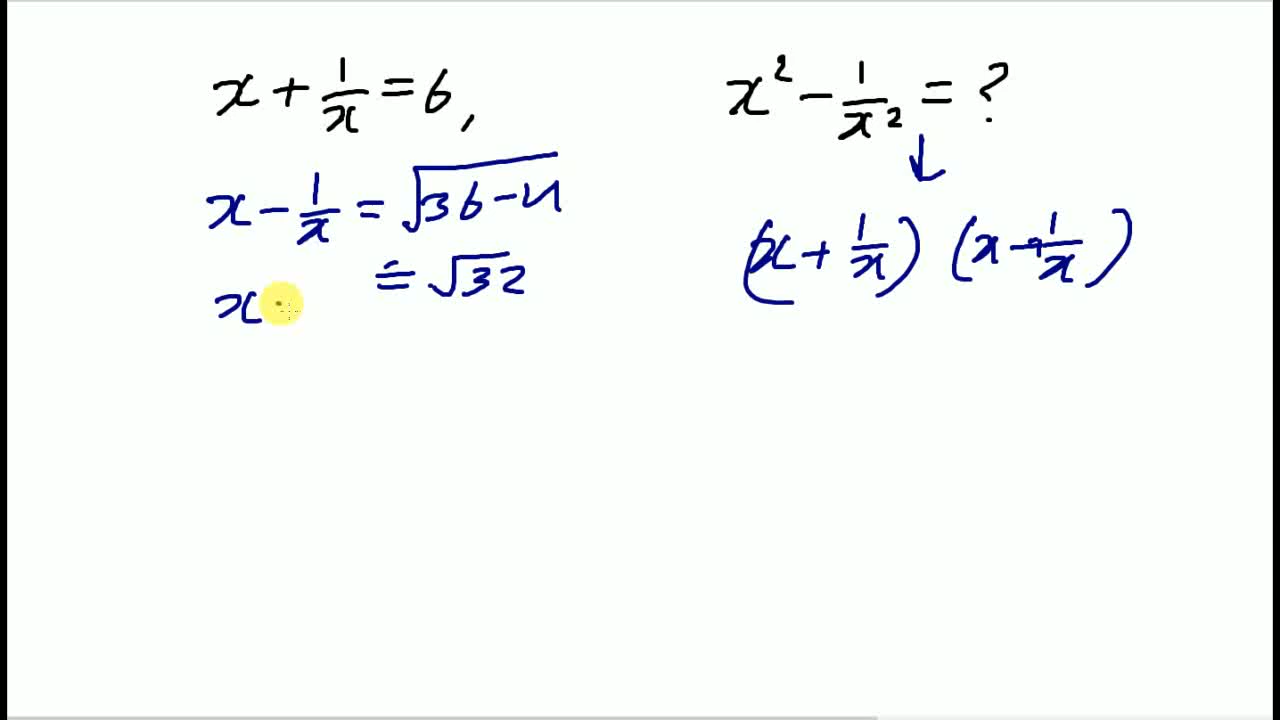 x + 1/x = 6,
x² - 1/x² = ?
↓
x - 1/x = √(36-4)
= √32
(x + 1/x) (x - 1/x)
x